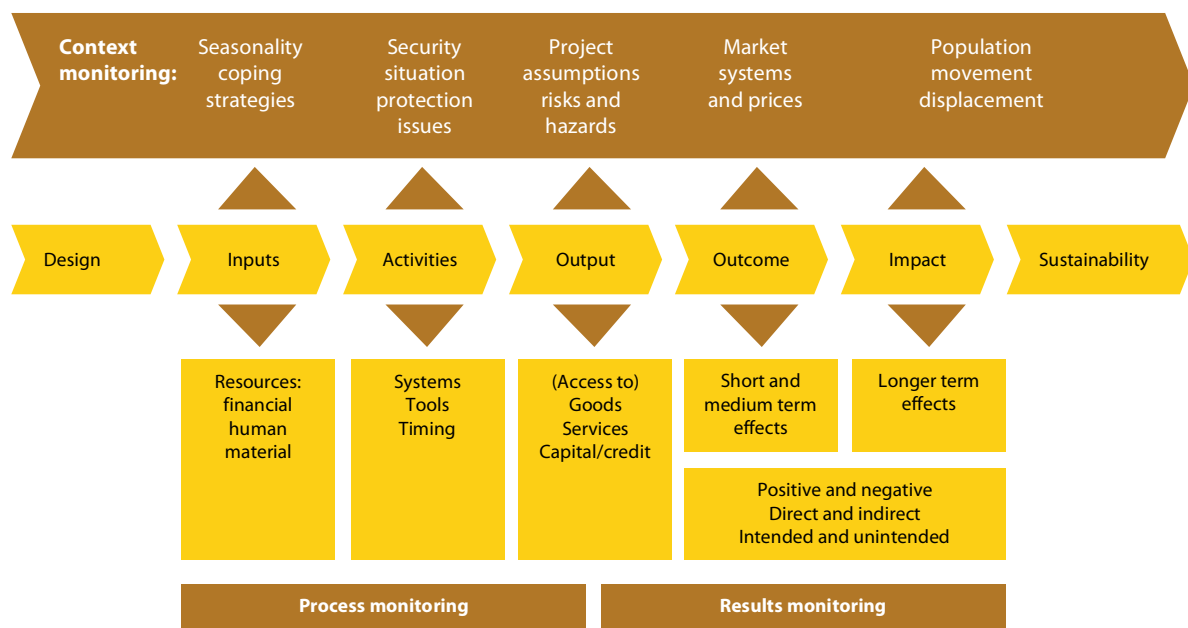 Context
monitoring:
Seasonality
coping
strategies
Security
situation
protection
issues
Project
assumptions
risks and
hazards
Market
systems
and prices
Population
movement
displacement
Design
Inputs
Activities
Output
Outcome
Impact
Sustainability
Resources:
financial
human
material
Systems
Tools
Timing
(Access to)
Goods
Services
Capital/credit
Short and
medium term
effects
Longer term
effects
Positive and negative
Direct and indirect
Intended and unintended
Process monitoring
Results monitoring